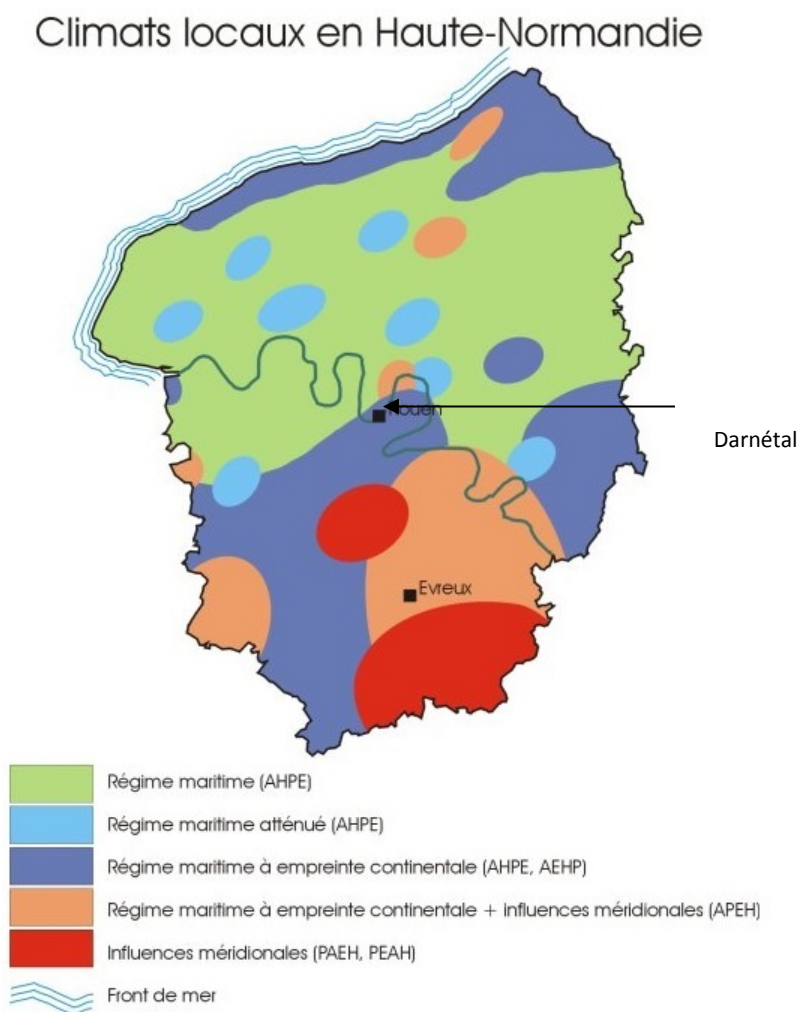 Climats locaux en Haute-Normandie
Rouen
Darnétal
Evreux
Régime maritime (AHPE)
Régime maritime atténué (AHPE)
Régime maritime à empreinte continentale (AHPE, AEHP)
Régime maritime à empreinte continentale + influences méridionales (APEH)
Influences méridionales (PAEH, PEAH)
Front de mer